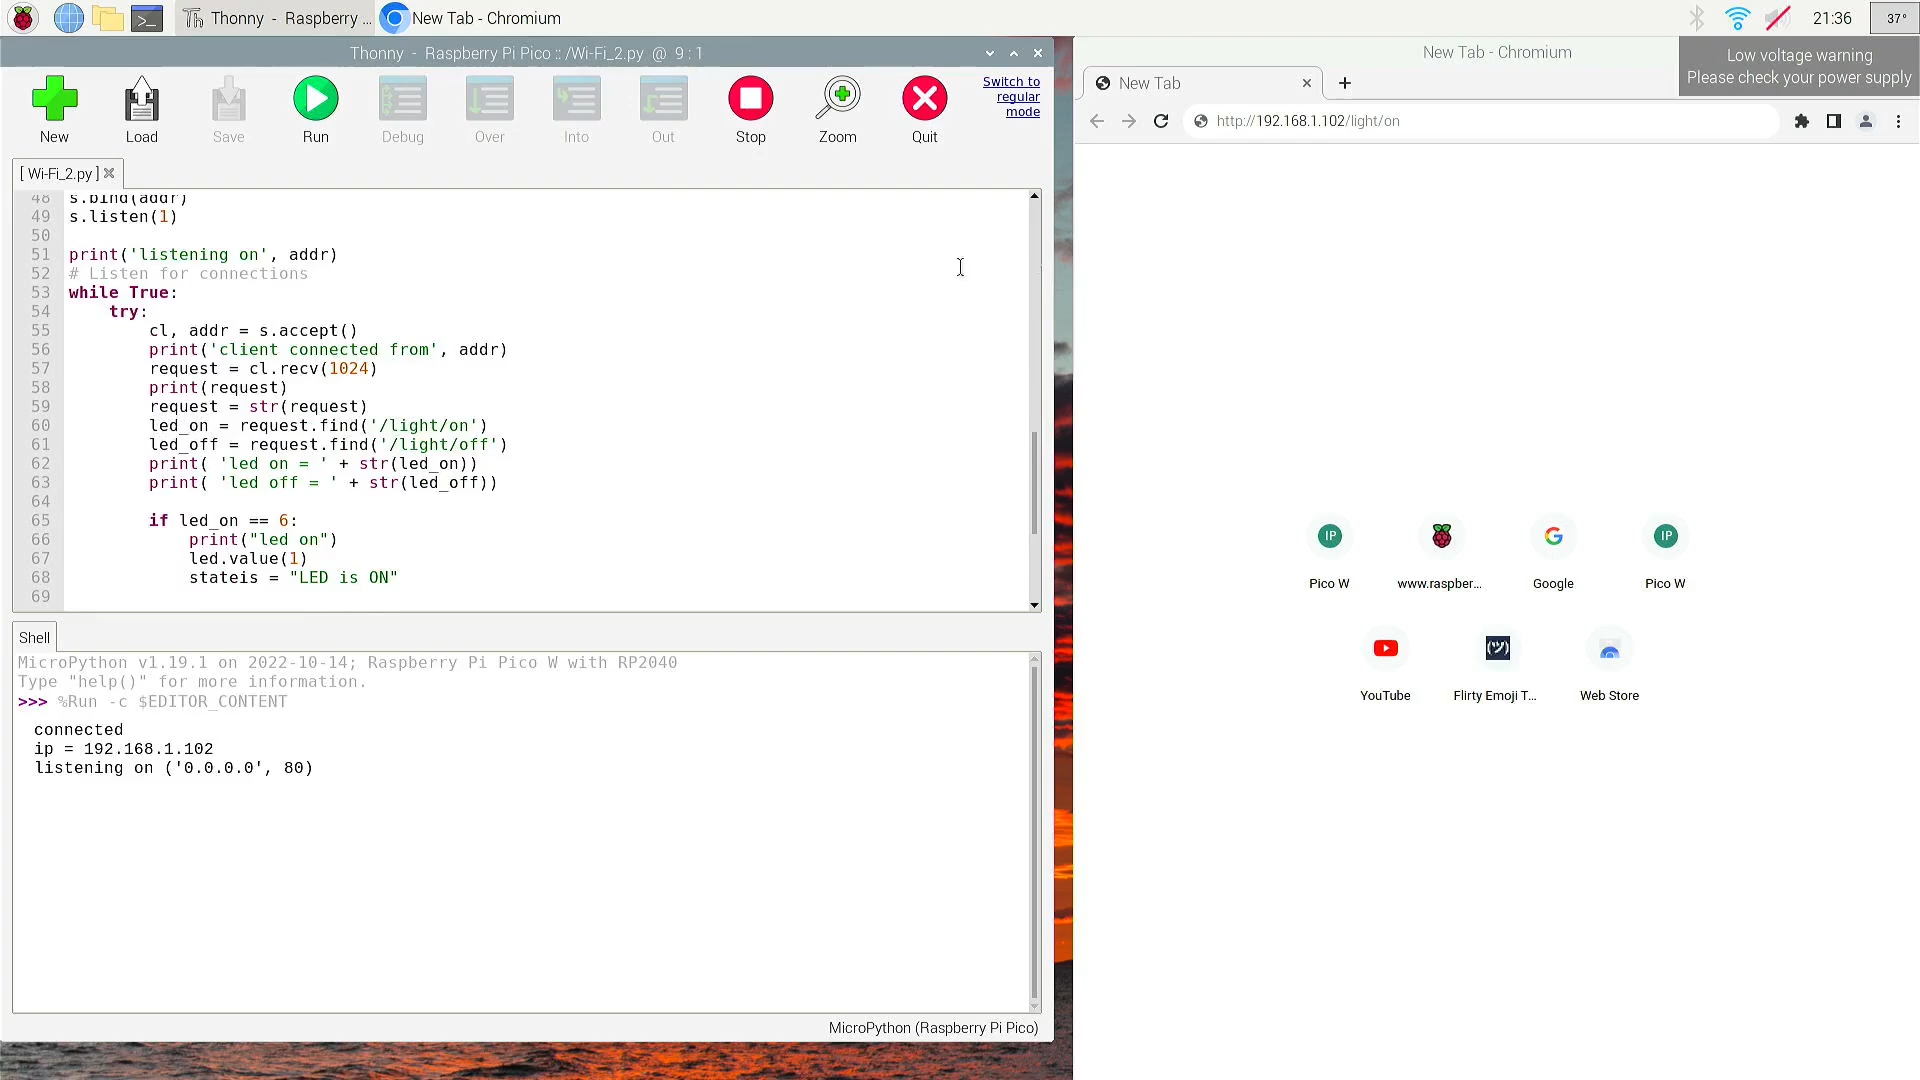 Thonny - Raspberry ...
New Tab - Chromium
21:36
37°
Thonny - Raspberry Pi Pico :: /Wi-Fi_2.py @ 9 : 1
New
Load
Save
Run
Debug
Over
Into
Out
Stop
Zoom
Quit
Switch to
regular
mode
[ Wi-Fi_2.py ]
48 s.bind(addr)
49 s.listen(1)
50
51 print('listening on', addr)
52 # Listen for connections
53 while True:
54 try:
55 cl, addr = s.accept()
56 print('client connected from', addr)
57 request = cl.recv(1024)
58 print(request)
59 request = str(request)
60 led_on = request.find('/light/on')
61 led_off = request.find('/light/off')
62 print( 'led on = ' + str(led_on))
63 print( 'led off = ' + str(led_off))
64
65 if led_on == 6:
66 print("led on")
67 led.value(1)
68 stateis = "LED is ON"
69
Shell
MicroPython v1.19.1 on 2022-10-14; Raspberry Pi Pico W with RP2040
Type "help()" for more information.
>>> %Run -c $EDITOR_CONTENT
connected
ip = 192.168.1.102
listening on ('0.0.0.0', 80)
MicroPython (Raspberry Pi Pico)
New Tab - Chromium
Low voltage warning
Please check your power supply
New Tab
http://192.168.1.102/light/on
IP
Pico W
www.raspber...
G
Google
IP
Pico W
YouTube
(ツ)
Flirty Emoji T...
Web Store